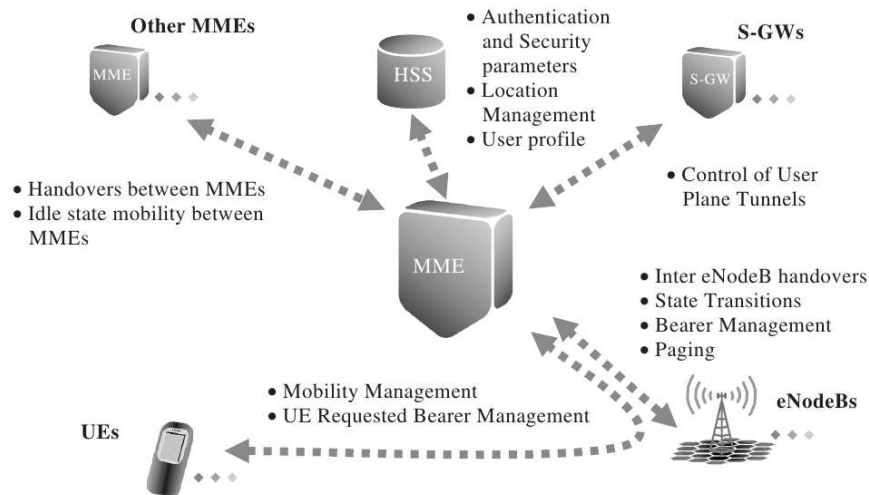 Other MMEs
MME
HSS
• Authentication
and Security
parameters
• Location
Management
• User profile
S-GWs
S-GW
• Handovers between MMEs
• Idle state mobility between
MMEs
• Control of User
Plane Tunnels
MME
• Inter eNodeB handovers
• State Transitions
• Bearer Management
• Paging
• Mobility Management
• UE Requested Bearer Management
UEs
eNodeBs